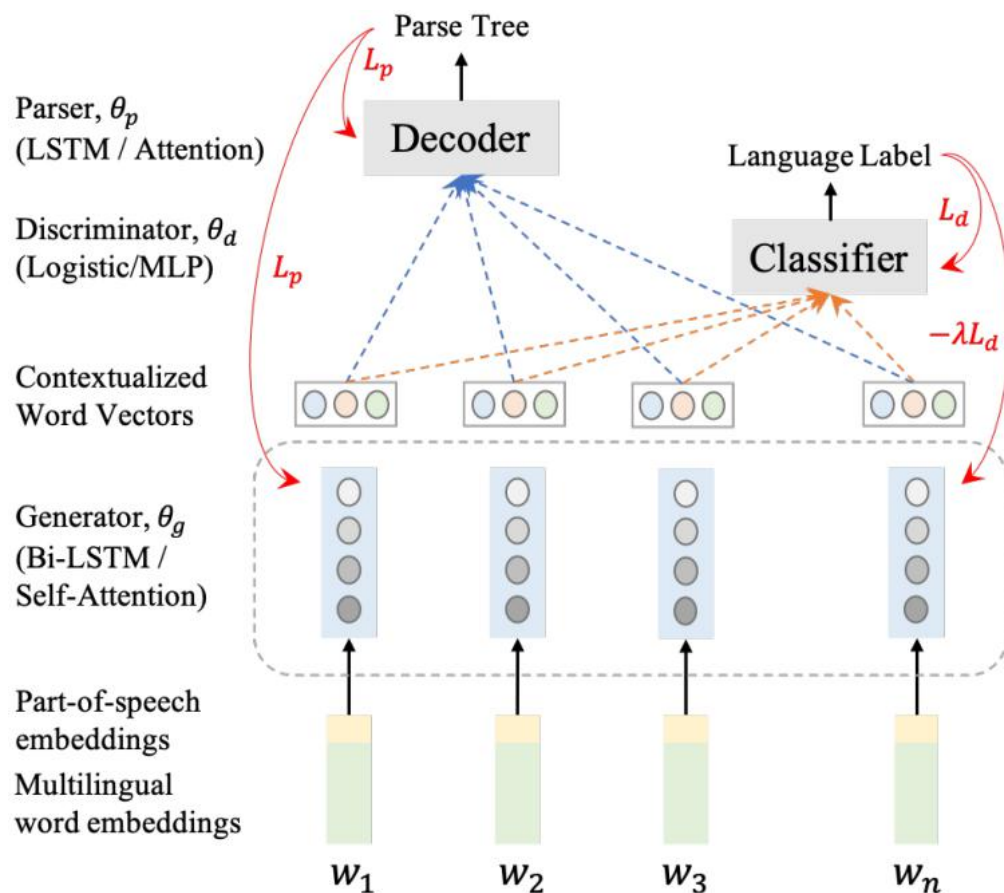 Parse Tree
L_p
Parser, θ_p
(LSTM / Attention)
Decoder
Language Label
L_d
Discriminator, θ_d
(Logistic/MLP)
L_p
Classifier
-λL_d
Contextualized
Word Vectors
Generator, θ_g
(Bi-LSTM /
Self-Attention)
Part-of-speech
embeddings
Multilingual
word embeddings
w_1 w_2 w_3 w_n